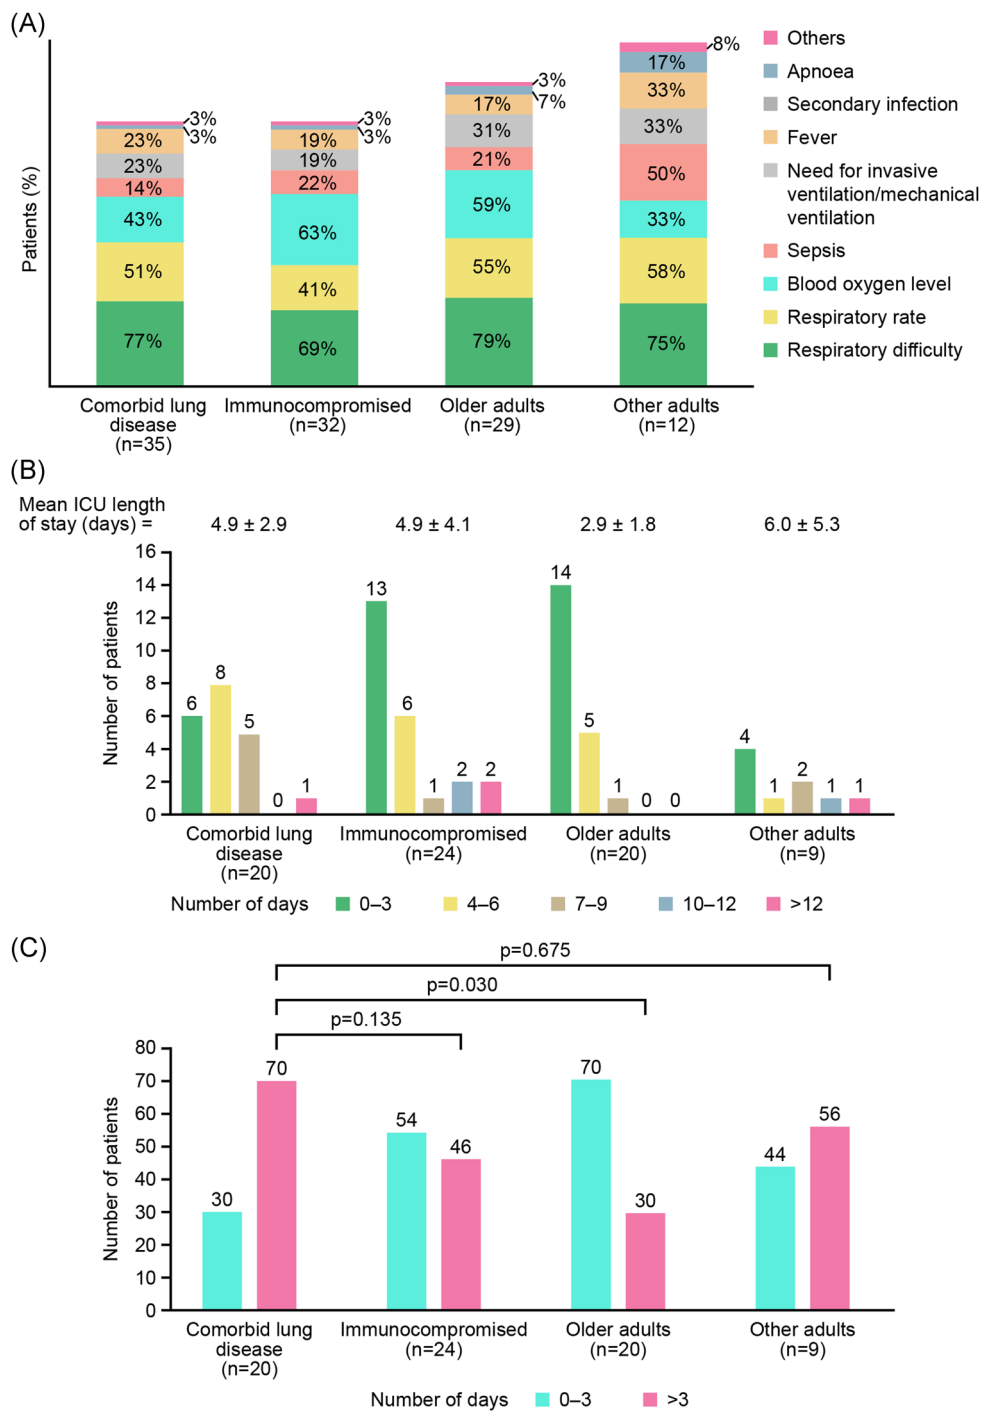 (A)
Patients (%)
3%
3%
23%
23%
14%
43%
51%
77%
3%
3%
19%
19%
22%
63%
41%
69%
3%
7%
17%
31%
21%
59%
55%
79%
8%
17%
33%
33%
50%
33%
58%
75%
Comorbid lung
disease
(n=35)
Immunocompromised
(n=32)
Older adults
(n=29)
Other adults
(n=12)
Others
Apnoea
Secondary infection
Fever
Need for invasive
ventilation/mechanical
ventilation
Sepsis
Blood oxygen level
Respiratory rate
Respiratory difficulty
(B)
Mean ICU length
of stay (days) =
4.9 ± 2.9
4.9 ± 4.1
2.9 ± 1.8
6.0 ± 5.3
Number of patients
16
14
12
10
8
6
4
2
0
6
8
5
0
1
13
6
1
2
2
14
5
1
0
0
4
1
2
1
1
Comorbid lung
disease
(n=20)
Immunocompromised
(n=24)
Older adults
(n=20)
Other adults
(n=9)
Number of days
0–3
4–6
7–9
10–12
>12
(C)
p=0.675
p=0.030
p=0.135
Number of patients
80
70
60
50
40
30
20
10
0
30
70
54
46
70
30
44
56
Comorbid lung
disease
(n=20)
Immunocompromised
(n=24)
Older adults
(n=20)
Other adults
(n=9)
Number of days
0–3
>3